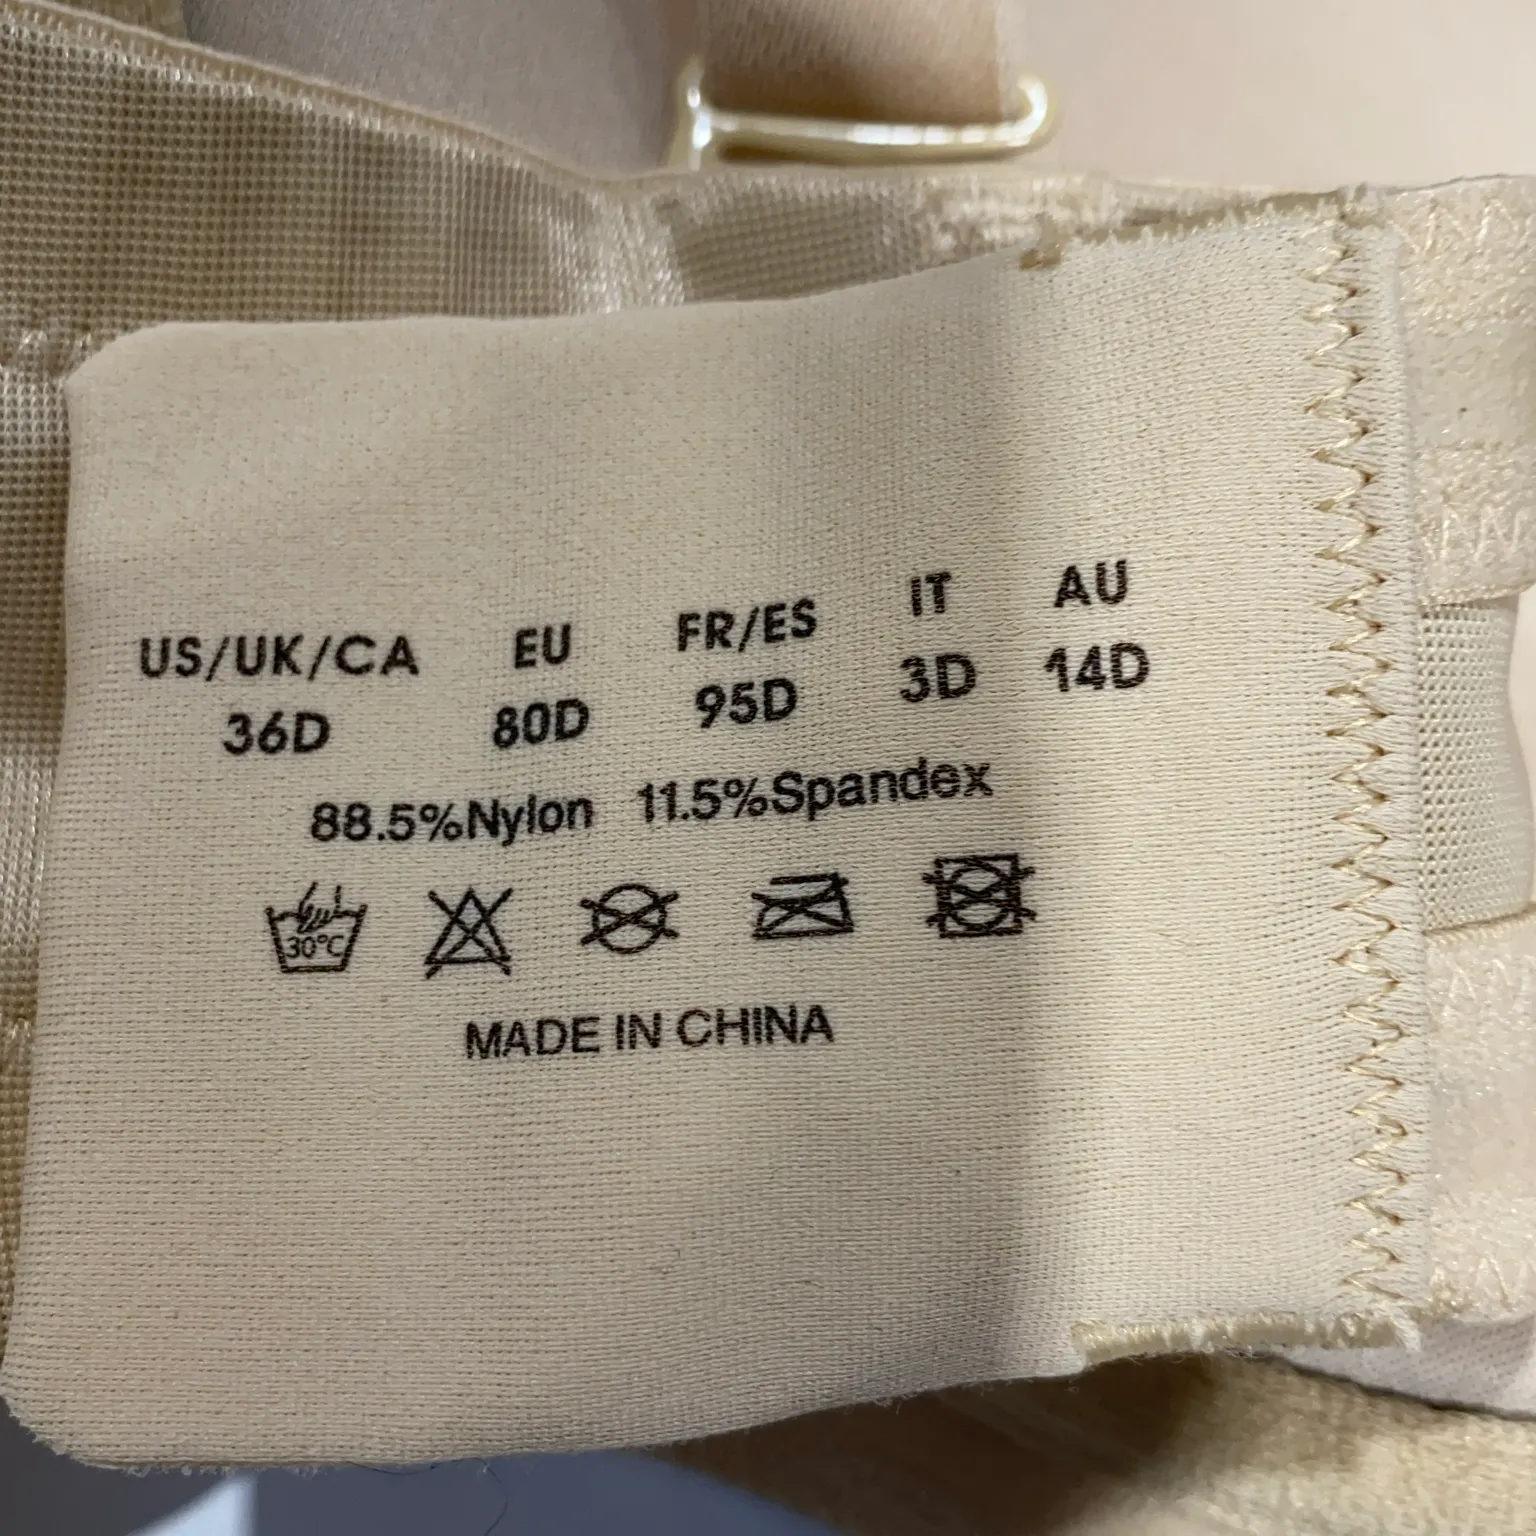 US/UK/CA EU FR/ES IT AU
36D 80D 95D 3D 14D
88.5%Nylon 11.5%Spandex
30°C
MADE IN CHINA